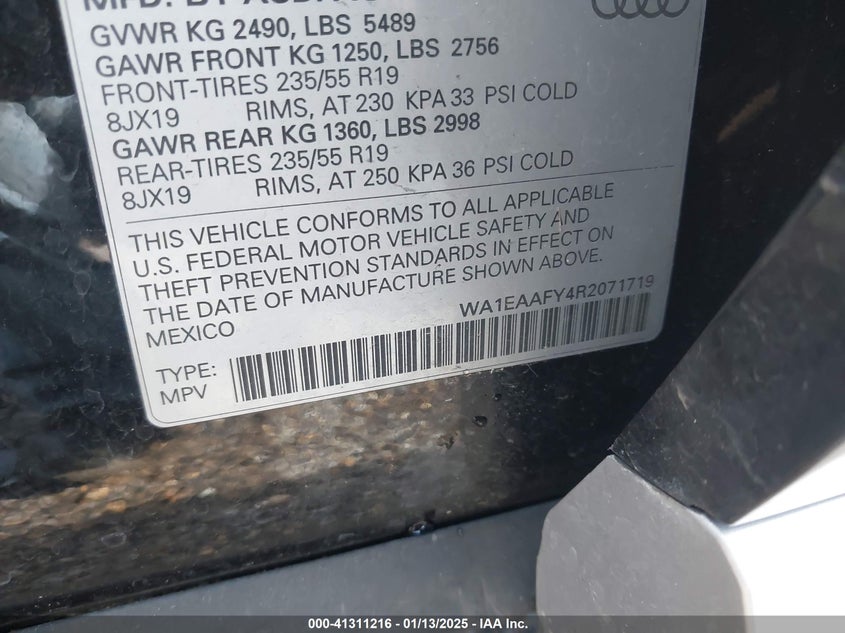 MFD. BY
GVWR KG 2490, LBS 5489
GAWR FRONT KG 1250, LBS 2756
FRONT-TIRES 235/55 R19
8JX19 RIMS, AT 230 KPA 33 PSI COLD
GAWR REAR KG 1360, LBS 2998
REAR-TIRES 235/55 R19
8JX19 RIMS, AT 250 KPA 36 PSI COLD
THIS VEHICLE CONFORMS TO ALL APPLICABLE
U.S. FEDERAL MOTOR VEHICLE SAFETY AND
THEFT PREVENTION STANDARDS IN EFFECT ON
THE DATE OF MANUFACTURE SHOWN ABOVE.
MEXICO WA1EAAFY4R2071719
TYPE:
MPV
000-41311216 - 01/13/2025 - IAA Inc.